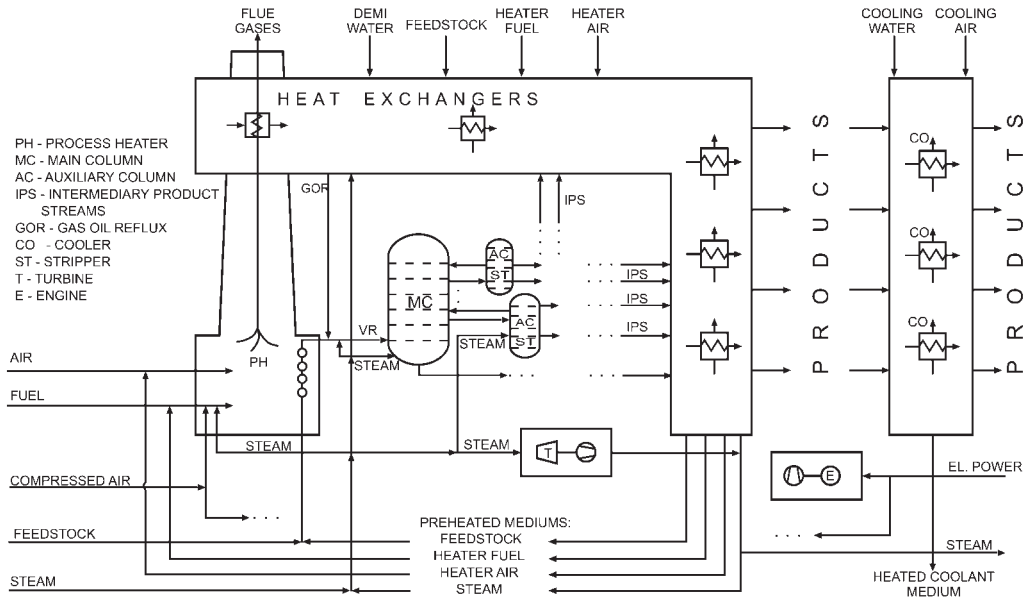 FLUE
GASES
DEMI
WATER
FEEDSTOCK
HEATER
FUEL
HEATER
AIR
COOLING
WATER
COOLING
AIR
HEAT EXCHANGERS
PH - PROCESS HEATER
MC - MAIN COLUMN
AC - AUXILIARY COLUMN
IPS - INTERMEDIARY PRODUCT
STREAMS
GOR - GAS OIL REFLUX
CO - COOLER
ST - STRIPPER
T - TURBINE
E - ENGINE
GOR
IPS
AC
ST
MC
AC
ST
IPS
IPS
IPS
VR
STEAM
STEAM
PH
PRODUCTS
CO
CO
CO
PRODUCTS
AIR
FUEL
STEAM
STEAM
T
E
EL. POWER
COMPRESSED AIR
FEEDSTOCK
STEAM
PREHEATED MEDIUMS:
FEEDSTOCK
HEATER FUEL
HEATER AIR
STEAM
STEAM
HEATED COOLANT
MEDIUM